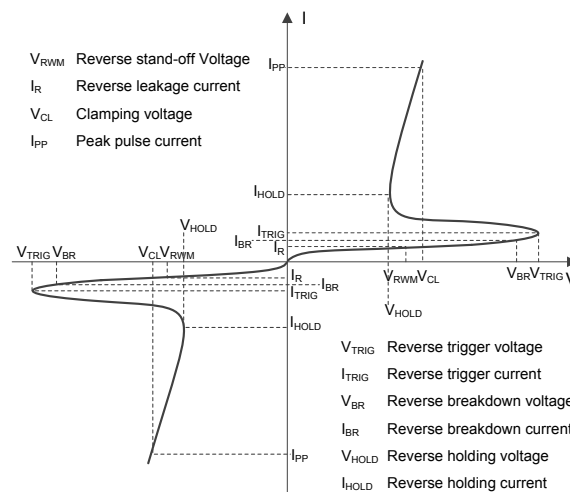 I
V_RWM Reverse stand-off Voltage
I_R Reverse leakage current
V_CL Clamping voltage
I_PP Peak pulse current
I_PP
I_HOLD
V_HOLD
I_TRIG
I_BR
I_R
V_TRIG V_BR V_CL V_RWM
V_RWM V_CL V_BR V_TRIG V
I_R
I_BR
I_TRIG
V_HOLD
I_HOLD
V_TRIG Reverse trigger voltage
I_TRIG Reverse trigger current
V_BR Reverse breakdown voltage
I_BR Reverse breakdown current
I_PP
V_HOLD Reverse holding voltage
I_HOLD Reverse holding current